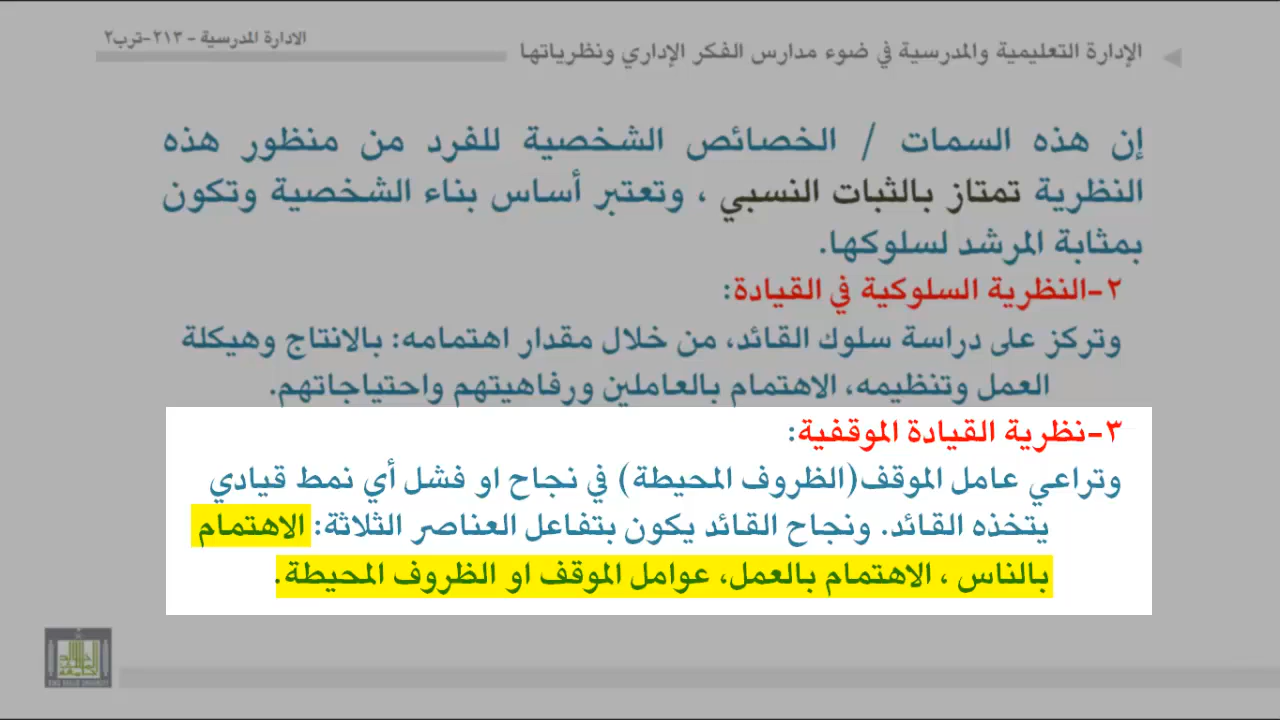 الادارة المدرسية - ٢١٣-ترب٢
الإدارة التعليمية والمدرسية في ضوء مدارس الفكر الإداري ونظرياتها
إن هذه السمات / الخصائص الشخصية للفرد من منظور هذه
النظرية تمتاز بالثبات النسبي ، وتعتبر أساس بناء الشخصية وتكون
بمثابة المرشد لسلوكها.
٢-النظرية السلوكية في القيادة:
وتركز على دراسة سلوك القائد، من خلال مقدار اهتمامه: بالانتاج وهيكلة
العمل وتنظيمه، الاهتمام بالعاملين ورفاهيتهم واحتياجاتهم.
٣-نظرية القيادة الموقفية:
وتراعي عامل الموقف(الظروف المحيطة) في نجاح او فشل أي نمط قيادي
يتخذه القائد. ونجاح القائد يكون بتفاعل العناصر الثلاثة: الاهتمام
بالناس ، الاهتمام بالعمل، عوامل الموقف او الظروف المحيطة.